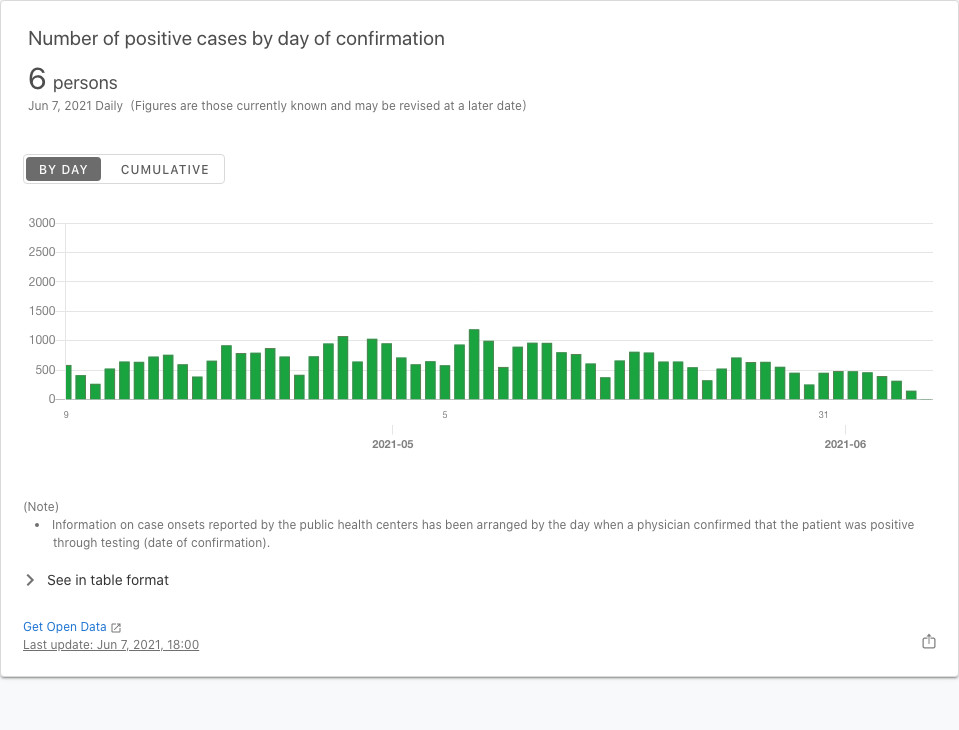 Number of positive cases by day of confirmation
6 persons
Jun 7, 2021 Daily (Figures are those currently known and may be revised at a later date)
BY DAY CUMULATIVE
3000
2500
2000
1500
1000
500
0
9 5 31
2021-05 2021-06
(Note)
• Information on case onsets reported by the public health centers has been arranged by the day when a physician confirmed that the patient was positive
through testing (date of confirmation).
See in table format
Get Open Data
Last update: Jun 7, 2021, 18:00